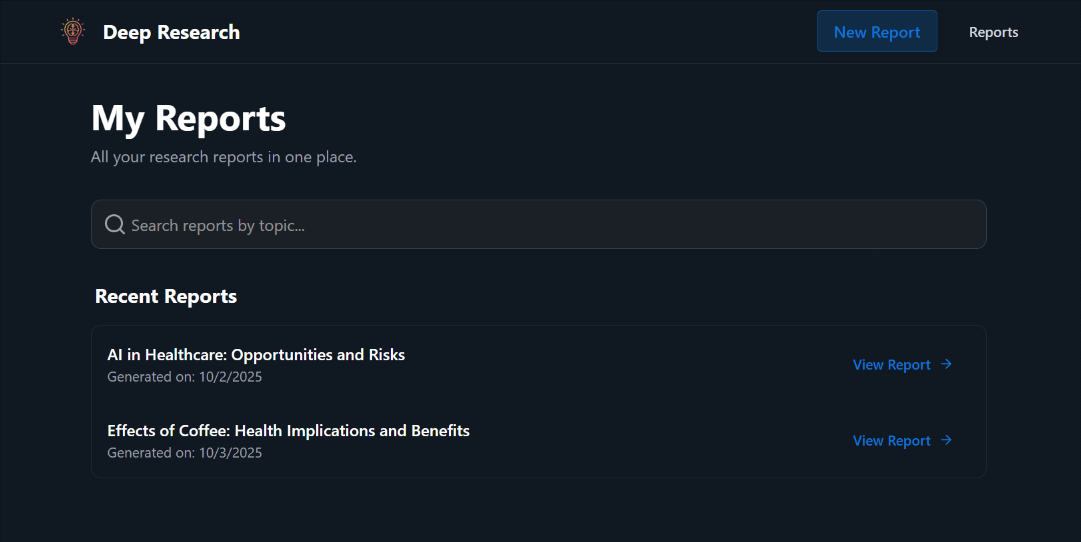 Deep Research
New Report
Reports
My Reports
All your research reports in one place.
Search reports by topic...
Recent Reports
AI in Healthcare: Opportunities and Risks
Generated on: 10/2/2025
View Report →
Effects of Coffee: Health Implications and Benefits
Generated on: 10/3/2025
View Report →